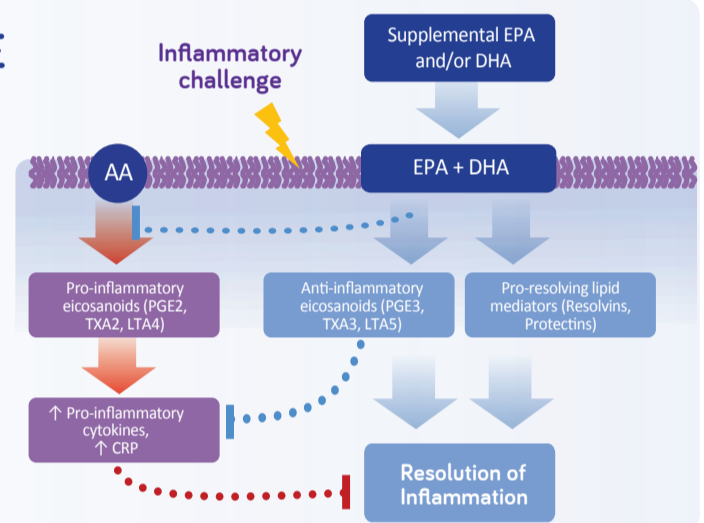 E
Inflammatory
challenge
Supplemental EPA
and/or DHA
AA
EPA + DHA
Pro-inflammatory
eicosanoids (PGE2,
TXA2, LTA4)
Anti-inflammatory
eicosanoids (PGE3,
TXA3, LTA5)
Pro-resolving lipid
mediators (Resolvins,
Protectins)
↑ Pro-inflammatory
cytokines,
↑ CRP
Resolution of
Inflammation